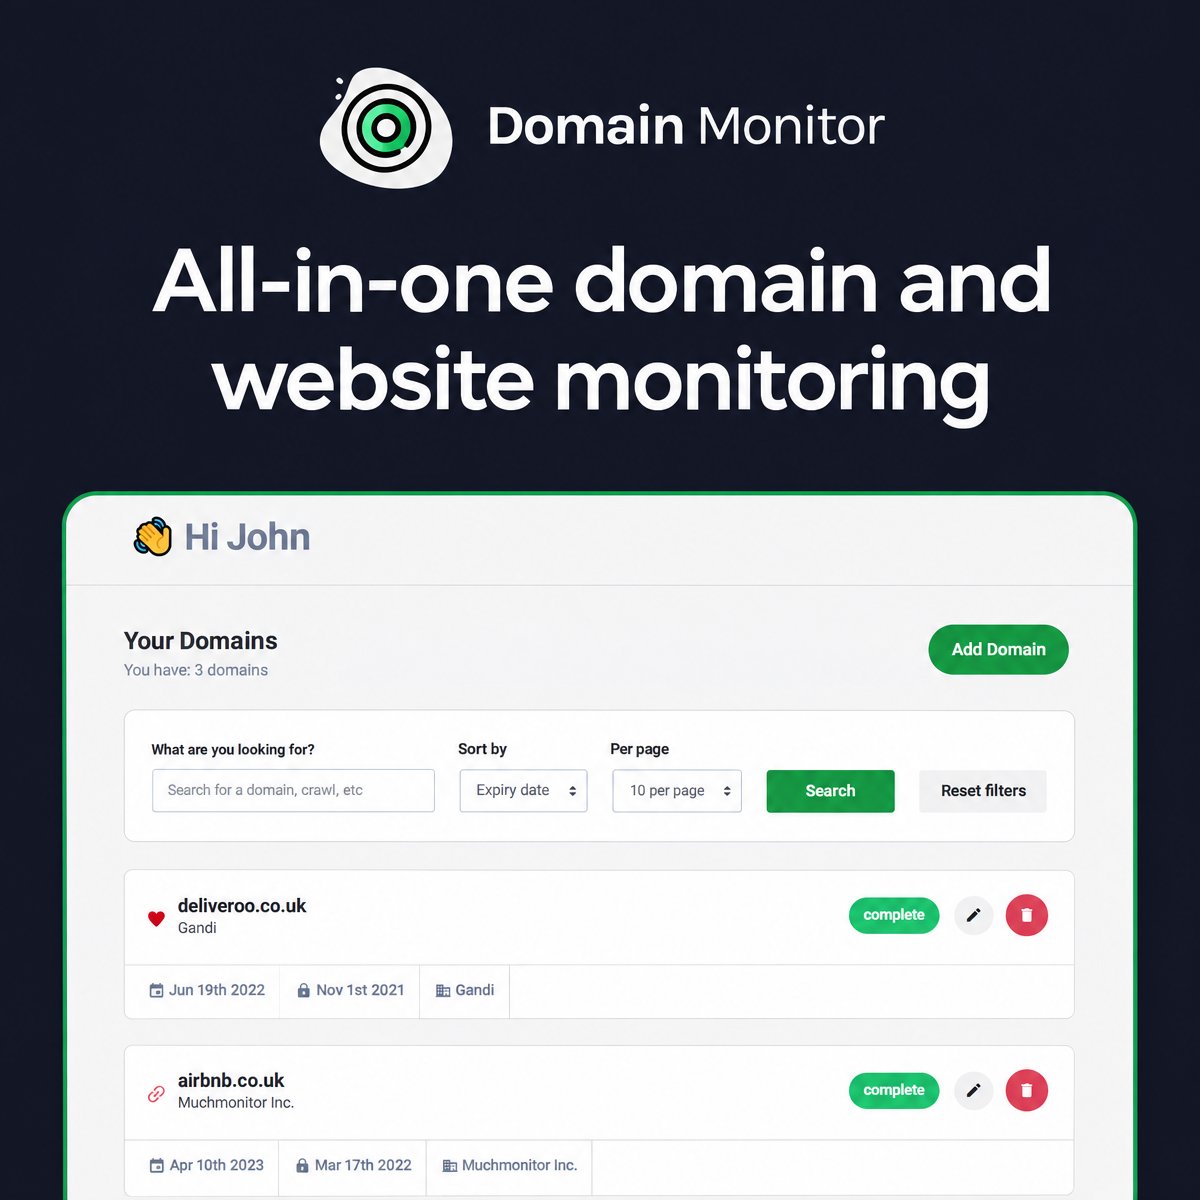 Domain Monitor
All-in-one domain and
website monitoring
Hi John
Your Domains
You have: 3 domains
Add Domain
What are you looking for?
Sort by
Per page
Search for a domain, crawl, etc
Expiry date
10 per page
Search
Reset filters
deliveroo.co.uk
Gandi
complete
Jun 19th 2022
Nov 1st 2021
Gandi
airbnb.co.uk
Muchmonitor Inc.
complete
Apr 10th 2023
Mar 17th 2022
Muchmonitor Inc.